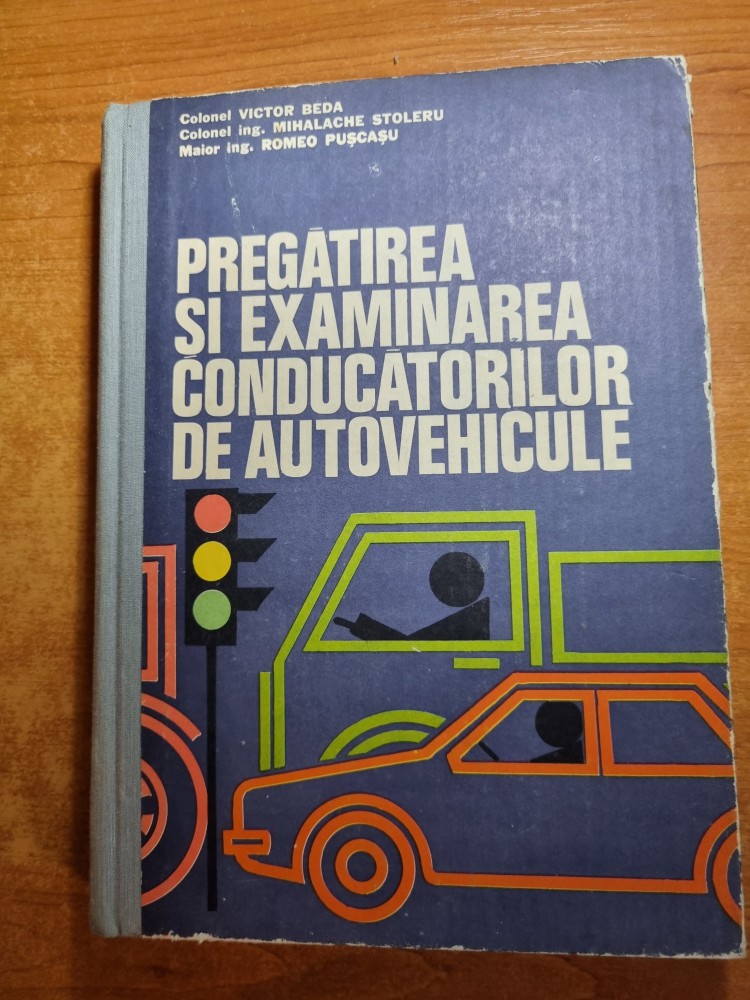 Colonel VICTOR BEDA
Colonel ing. MIHALACHE STOLERU
Maior ing. ROMEO PUŞCAŞU
PREGĂTIREA
ŞI EXAMINAREA
CONDUCĂTORILOR
DE AUTOVEHICULE